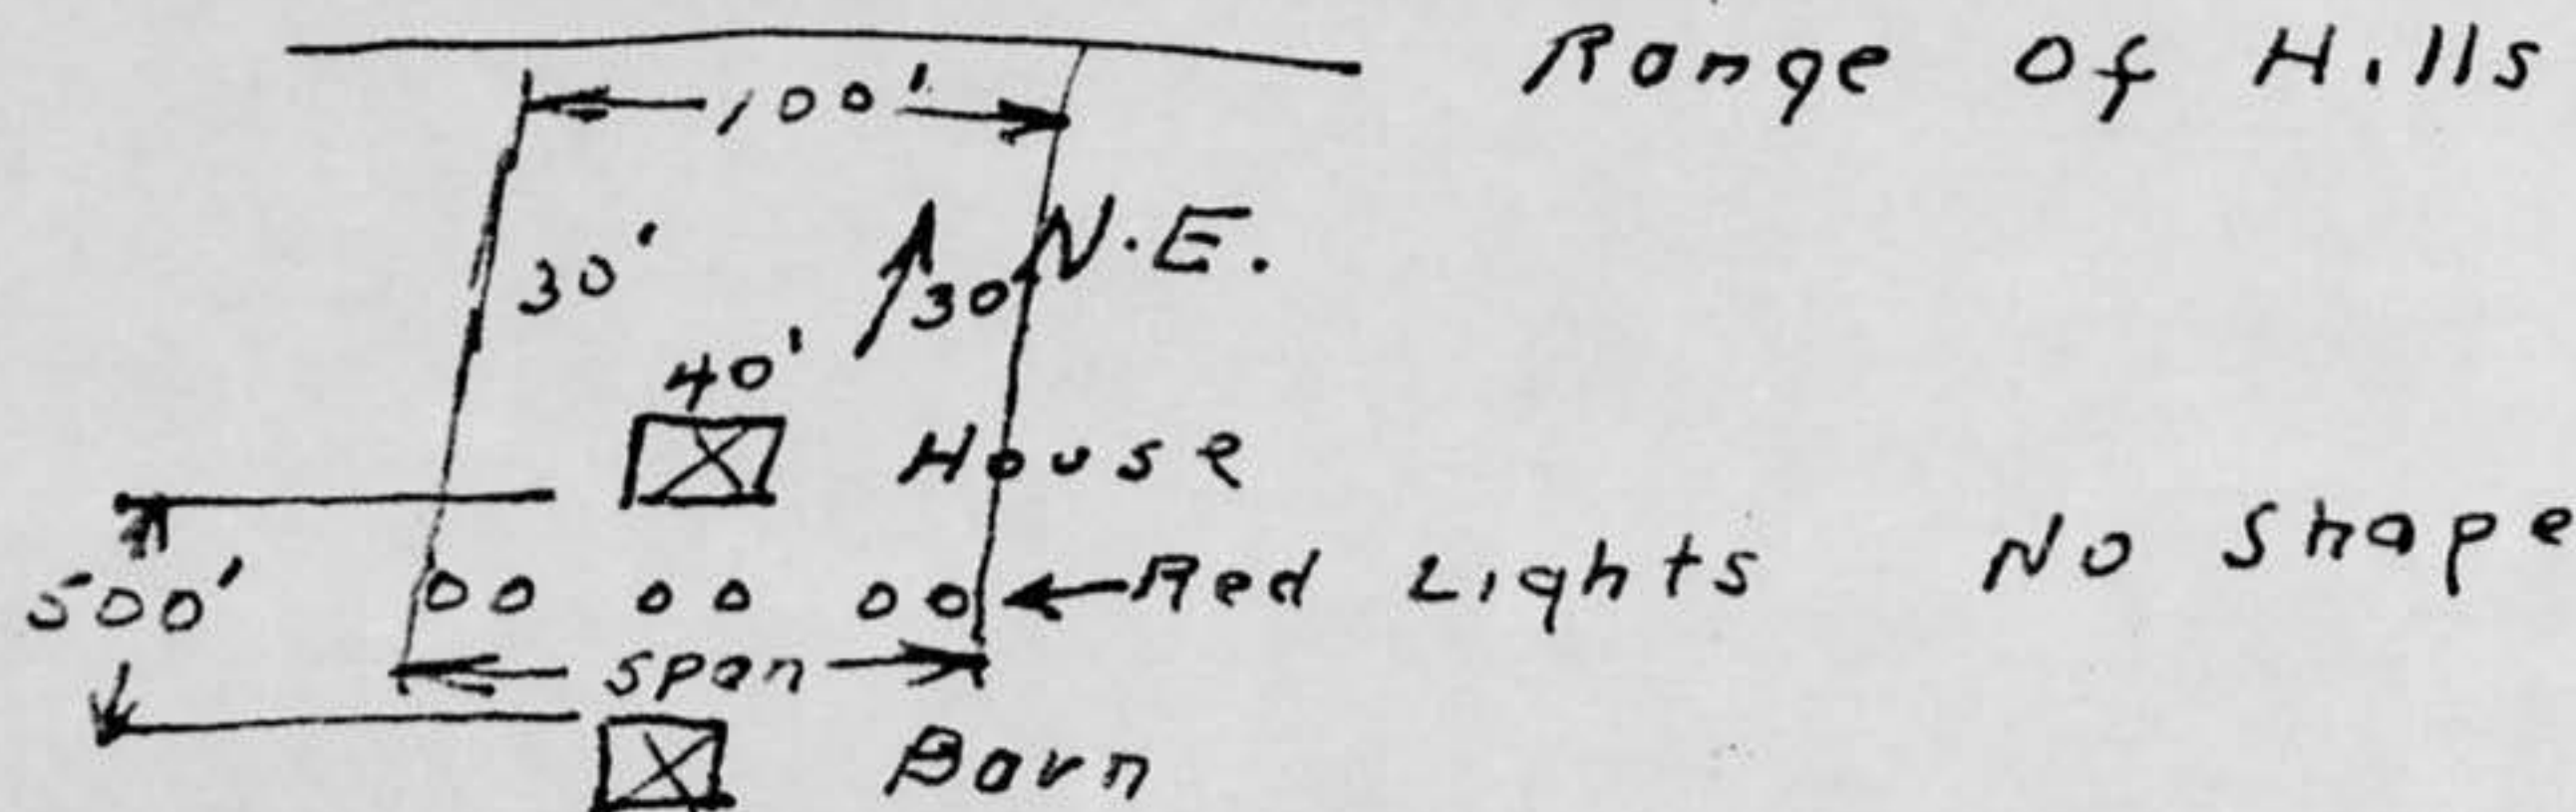 Range Of Hills
100'
30'
30
N.E.
40'
House
500'
Red Lights No Shape
span
Barn